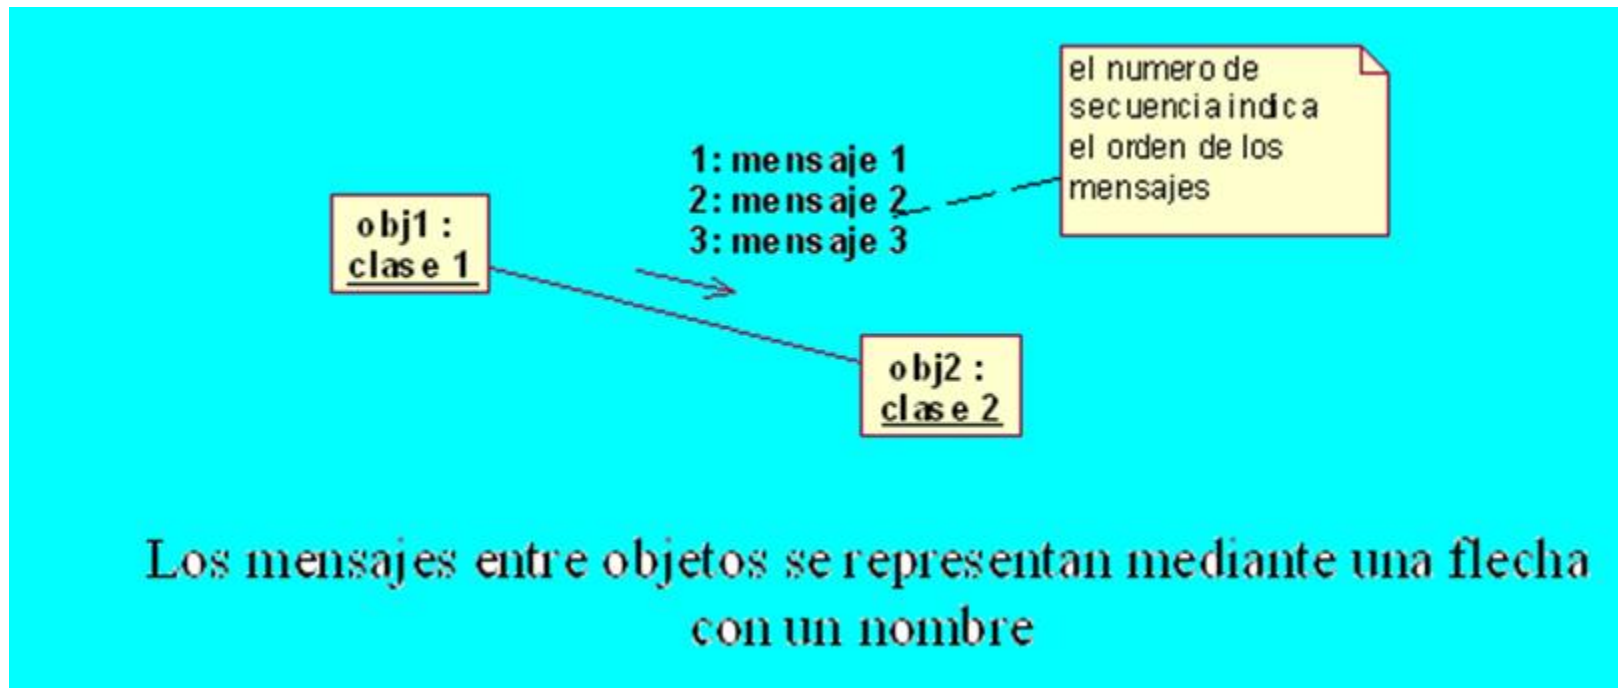 el numero de
secuencia indica
el orden de los
mensajes
1: mensaje 1
2: mensaje 2
3: mensaje 3
obj1 :
clase 1
obj2 :
clase 2
Los mensajes entre objetos se representan mediante una flecha
con un nombre